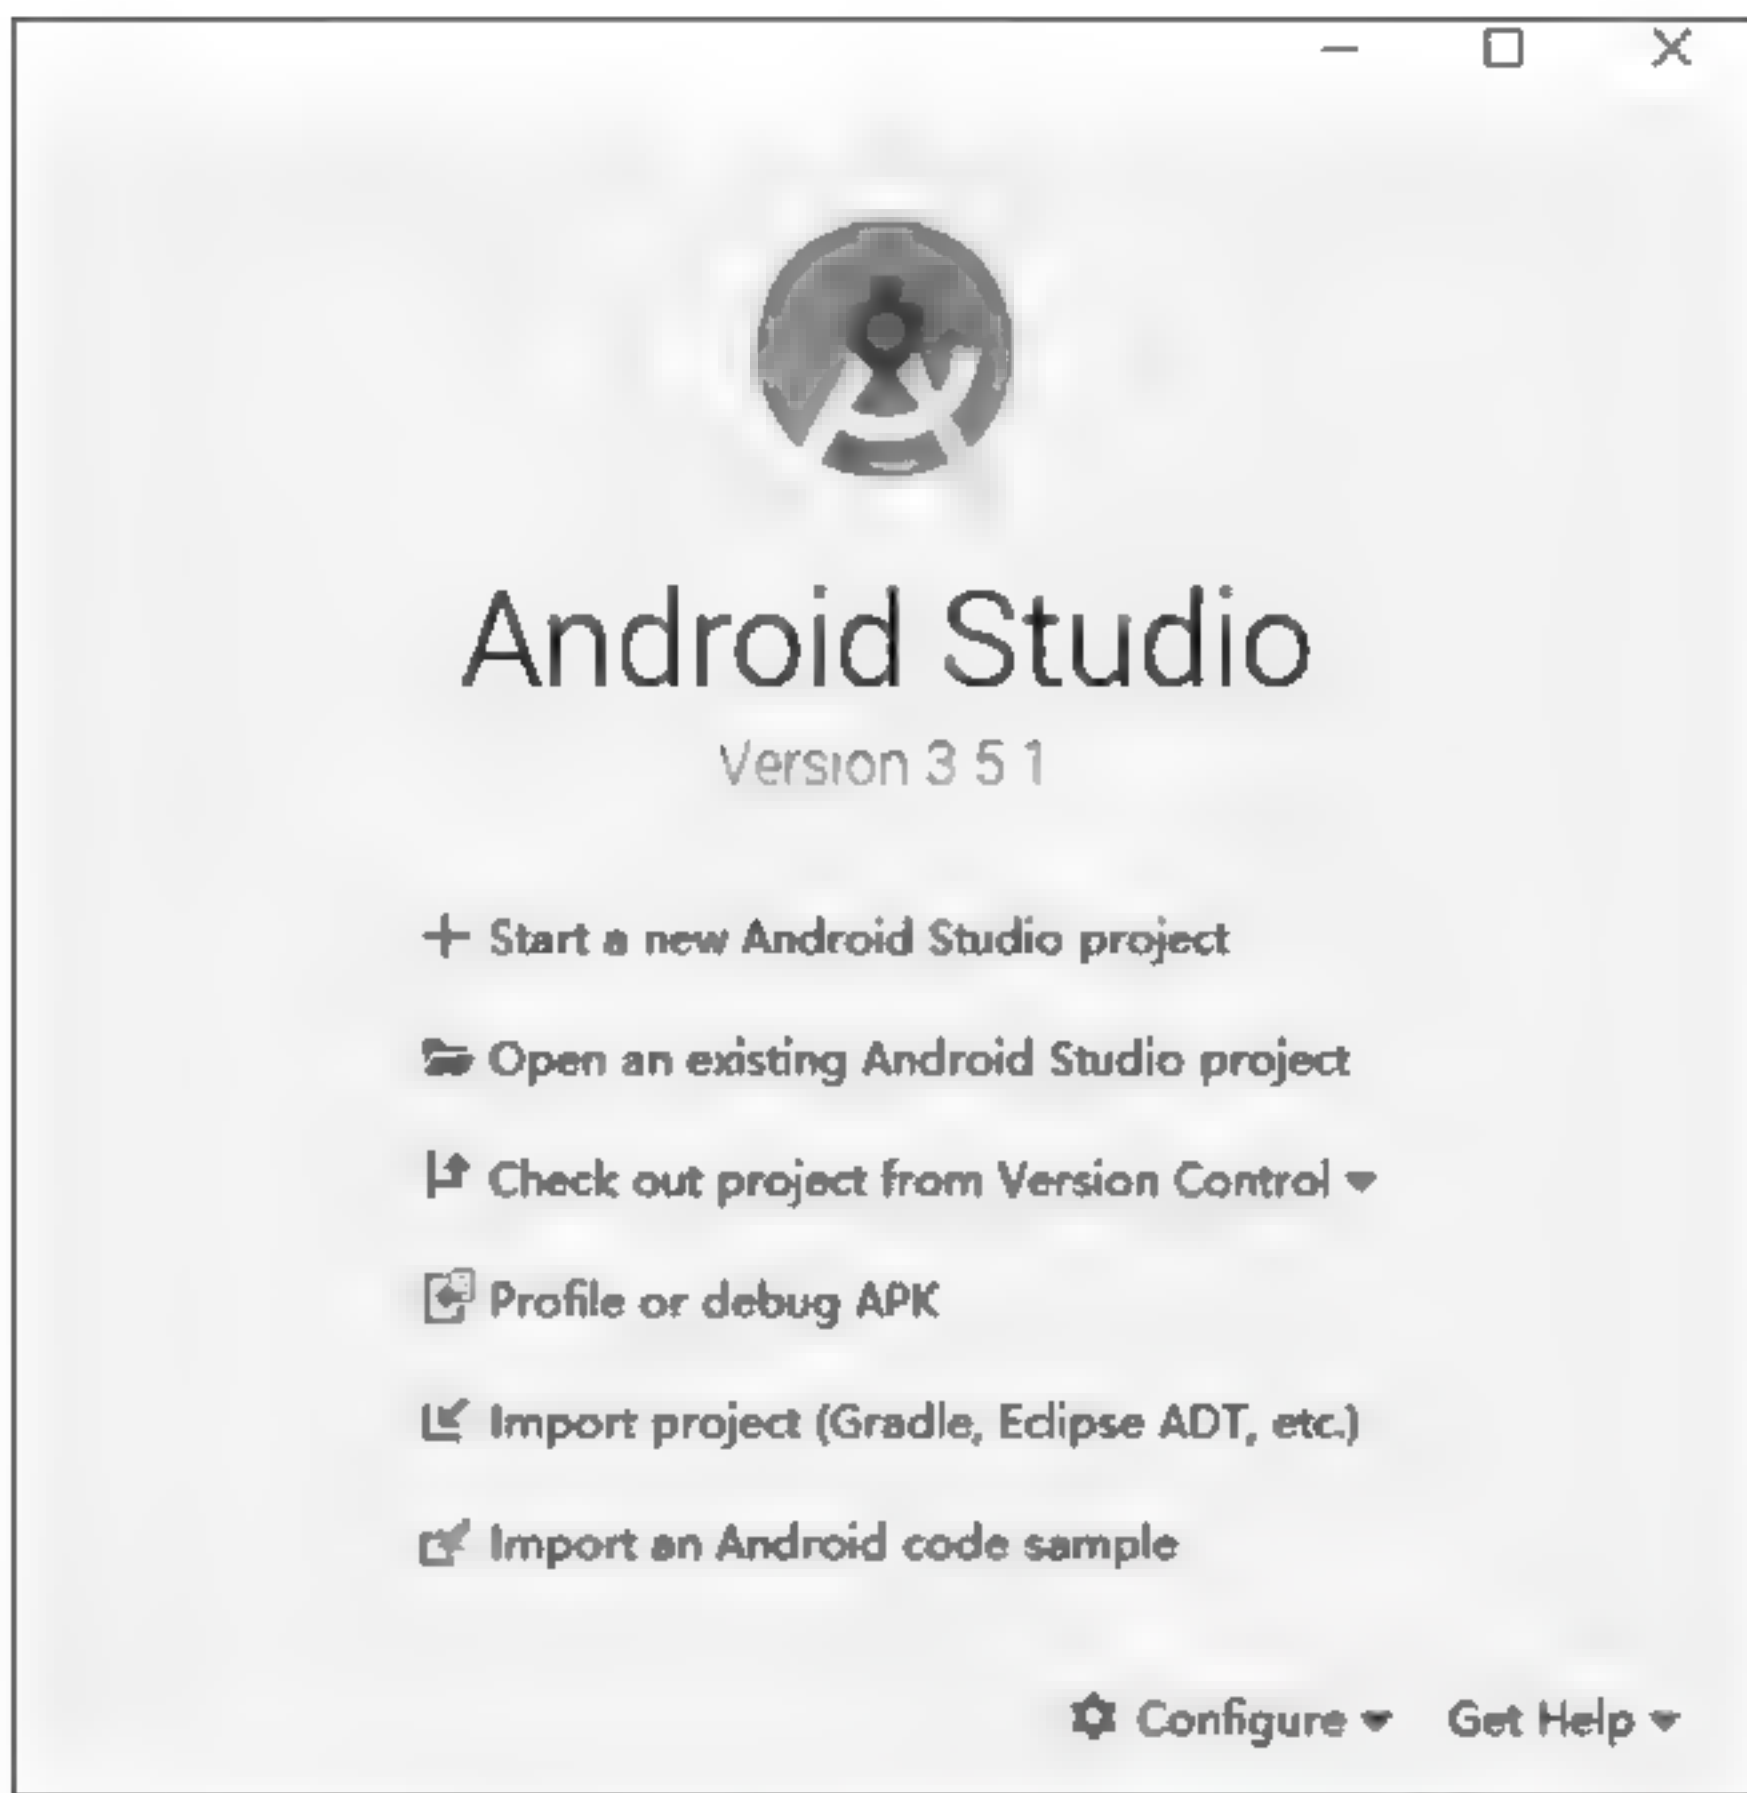 Android Studio
Version 3 5 1
Start a new Android Studio project
Open an existing Android Studio project
Check out project from Version Control
Profile or debug APK
Import project (Gradle, Eclipse ADT, etc.)
Import an Android code sample
Configure Get Help